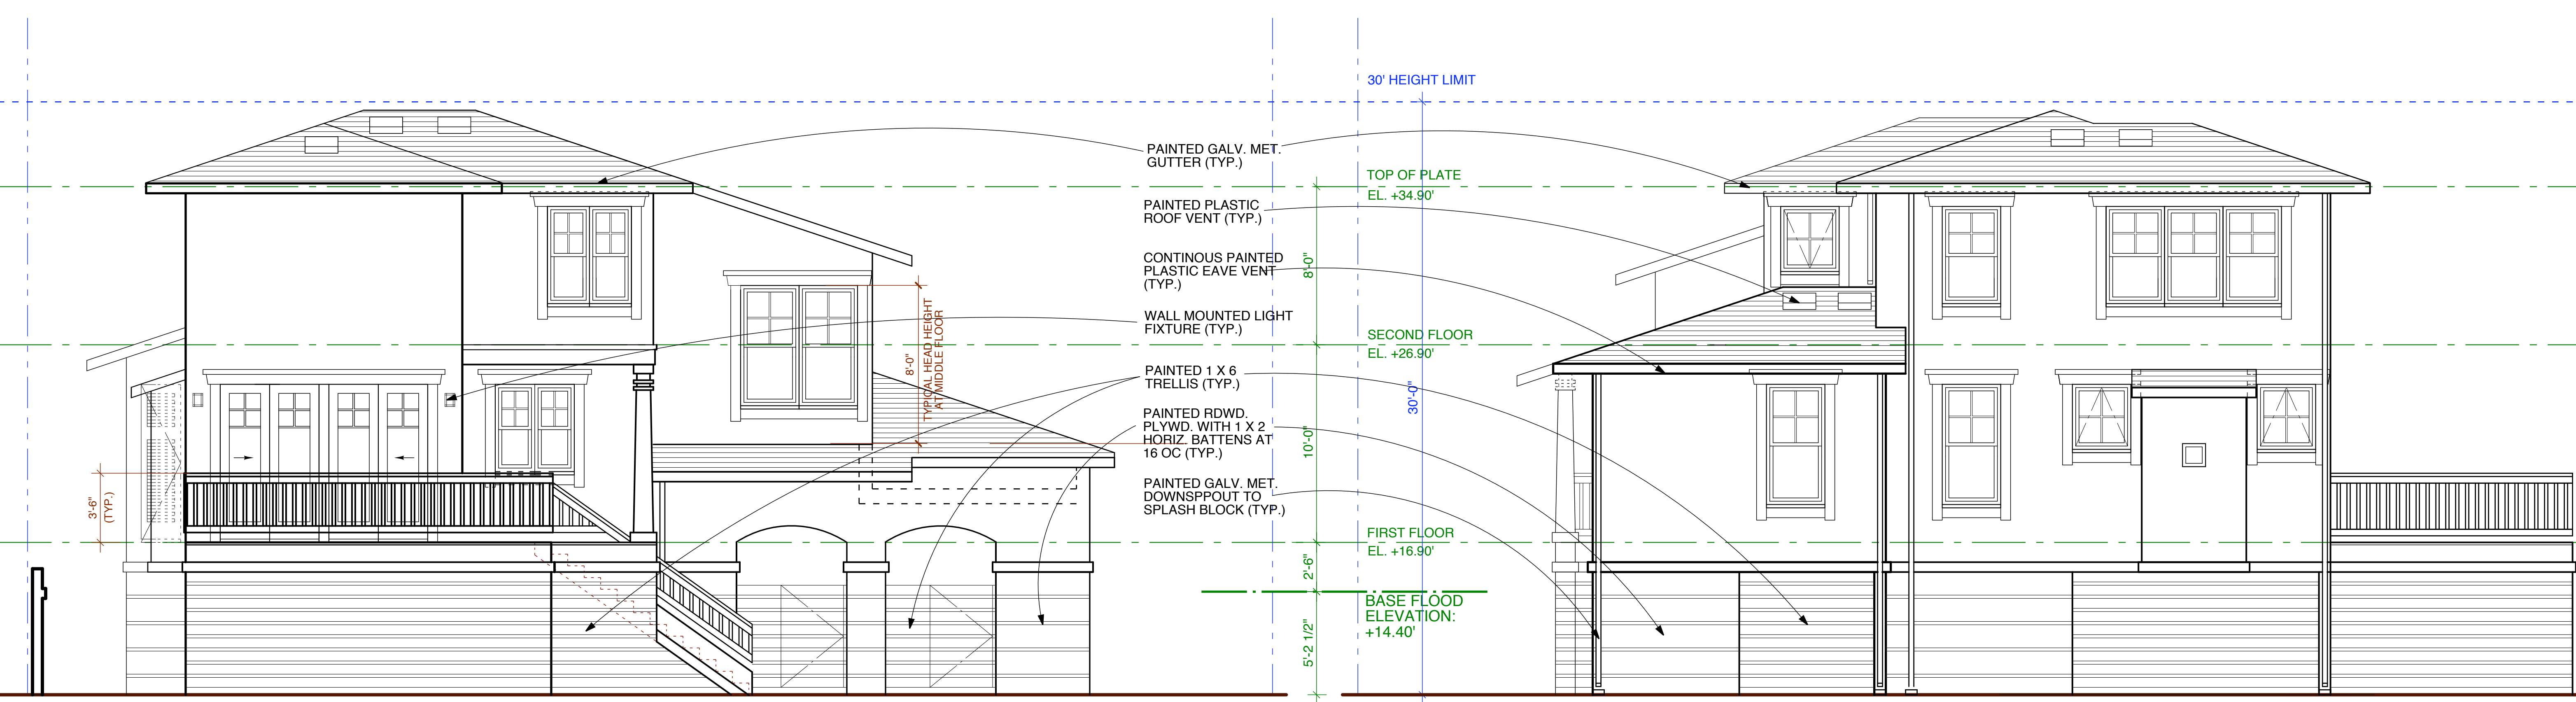 30' HEIGHT LIMIT
PAINTED GALV. MET.
GUTTER (TYP.)
TOP OF PLATE
EL. +34.90'
PAINTED PLASTIC
ROOF VENT (TYP.)
CONTINOUS PAINTED
PLASTIC EAVE VENT
(TYP.)
8'-0"
WALL MOUNTED LIGHT
FIXTURE (TYP.)
SECOND FLOOR
EL. +26.90'
8'-0"
TYPICAL HEAD HEIGHT
AT MIDDLE FLOOR
PAINTED 1 X 6
TRELLIS (TYP.)
30'-0"
PAINTED RDWD.
PLYWD. WITH 1 X 2
HORIZ. BATTENS AT
16 OC (TYP.)
10'-0"
PAINTED GALV. MET.
DOWNSPPOUT TO
SPLASH BLOCK (TYP.)
3'-6"
(TYP.)
FIRST FLOOR
EL. +16.90'
2'-6"
BASE FLOOD
ELEVATION:
+14.40'
5'-2 1/2"